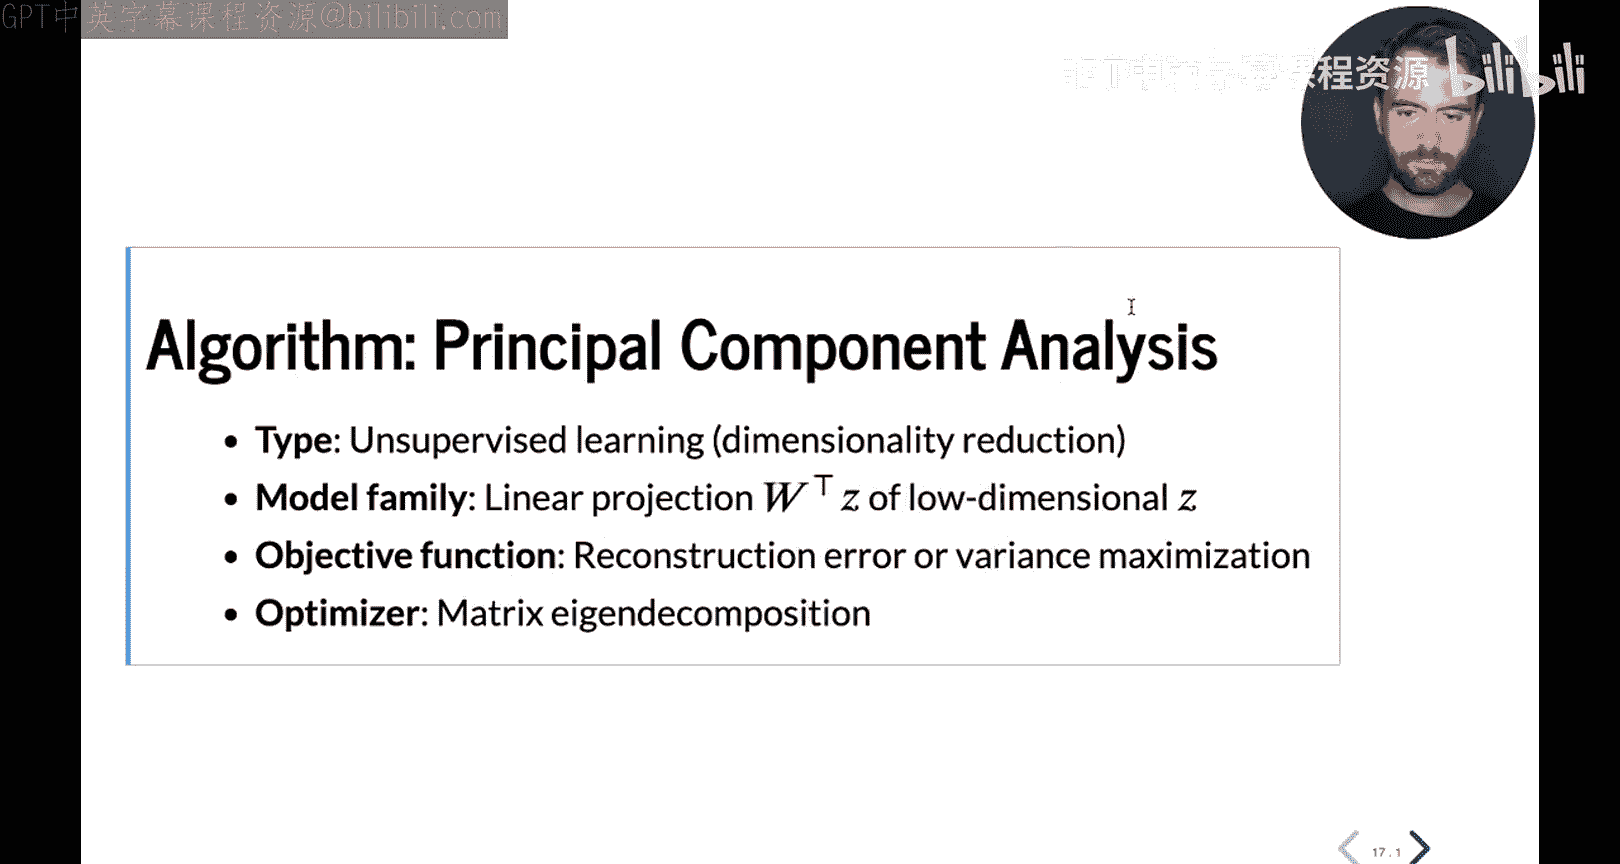 GPT中英字幕课程资源@bilibili.com
程资源 bilibili
Algorithm: Principal Component Analysis
• Type: Unsupervised learning (dimensionality reduction)
• Model family: Linear projection W⊤z of low-dimensional z
• Objective function: Reconstruction error or variance maximization
• Optimizer: Matrix eigendecomposition
17.1